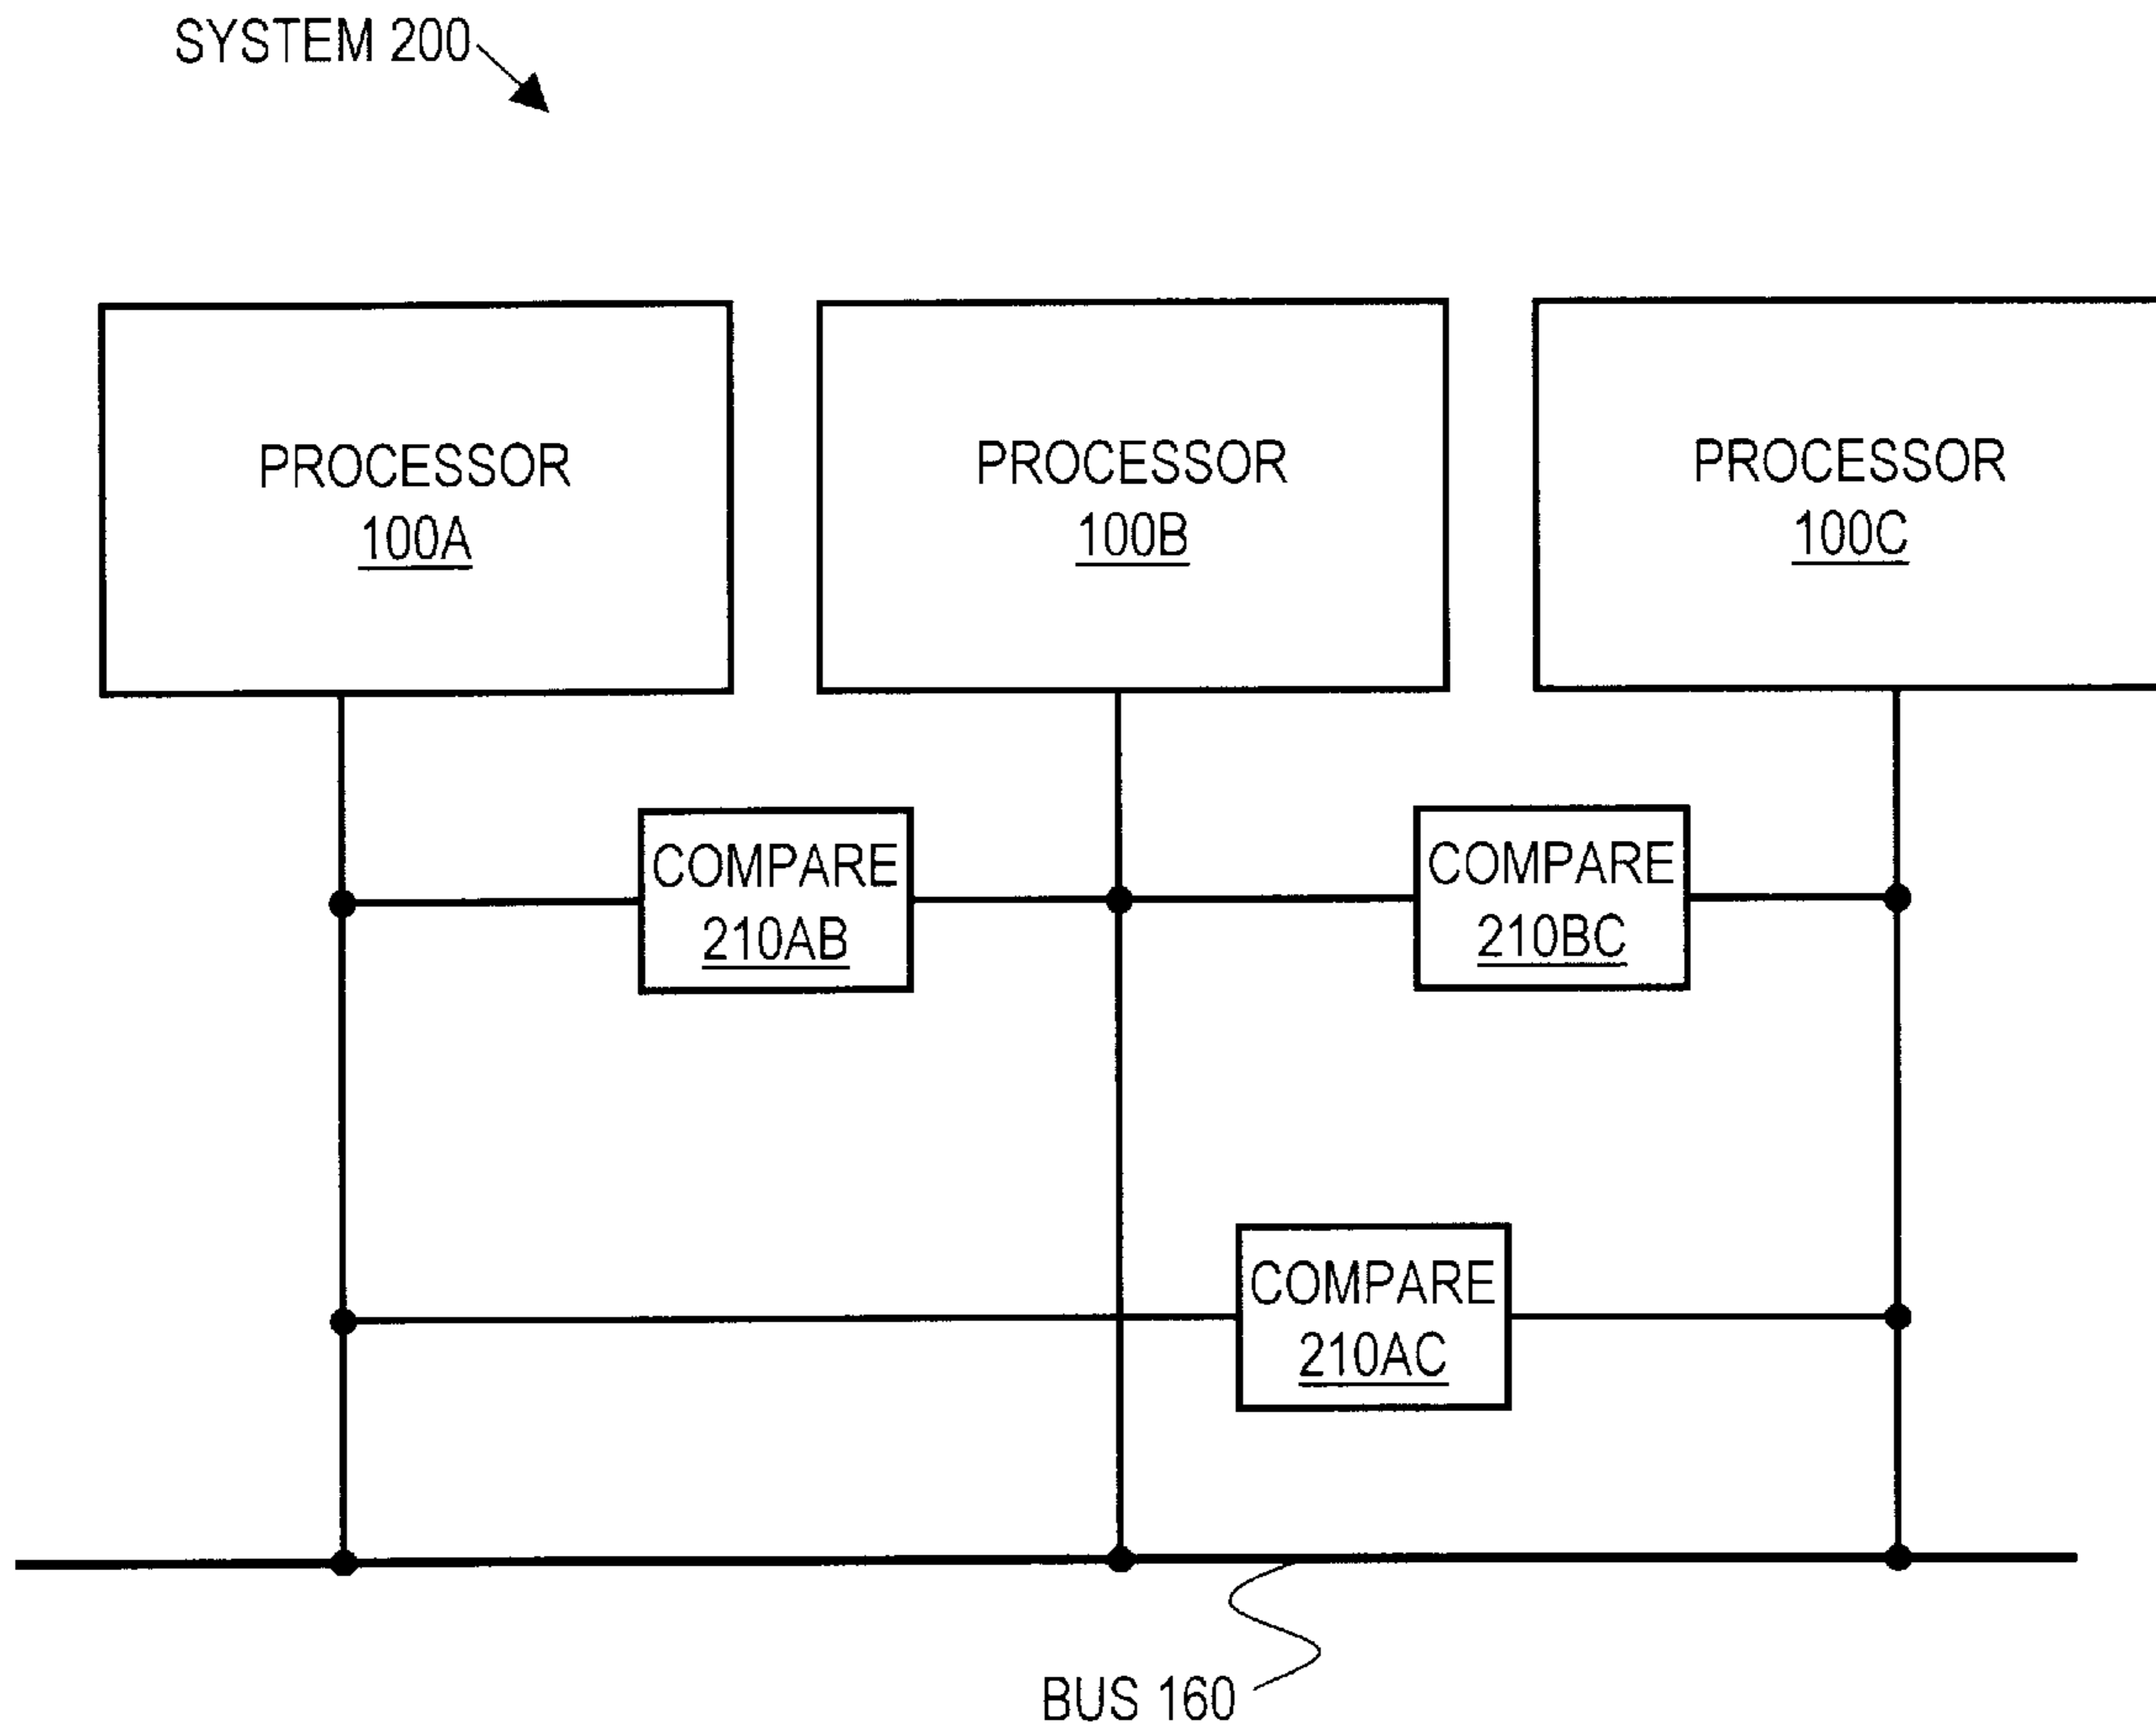 SYSTEM 200
PROCESSOR
100A
PROCESSOR
100B
PROCESSOR
100C
COMPARE
210AB
COMPARE
210BC
COMPARE
210AC
BUS 160